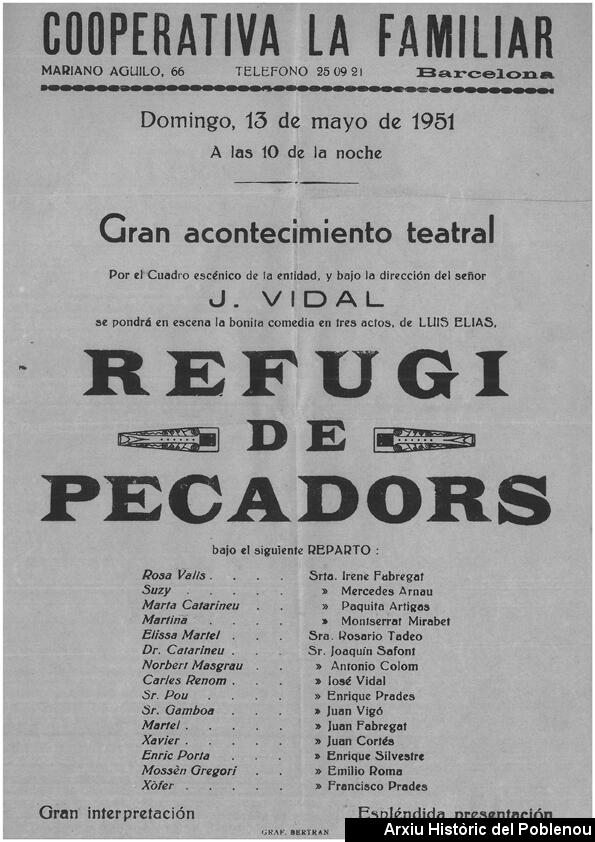 COOPERATIVA LA FAMILIAR
MARIANO AGUILO, 66 TELEFONO 25 09 21 Barcelona
Domingo, 13 de mayo de 1951
A las 10 de la noche
Gran acontecimiento teatral
Por el Cuadro escénico de la entidad, y bajo la dirección del señor
J. VIDAL
se pondrá en escena la bonita comedia en tres actos, de LUIS ELIAS,
REFUGI
DE
PECADORS
bajo el siguiente REPARTO :
Rosa Valls . . . . Srta. Irene Fabregat
Suzy . . . . » Mercedes Arnau
Marta Catarineu . . » Paquita Artigas
Martina . . . . » Montserrat Mirabet
Elissa Martel . . . Sra. Rosario Tadeo
Dr. Catarineu . . . Sr. Joaquín Safont
Norbert Masgrau . . » Antonio Colom
Carles Renom . . . » José Vidal
Sr. Pou . . . . » Enrique Prades
Sr. Gamboa . . . » Juan Vigó
Martel . . . . . » Juan Fabregat
Xavier . . . . . » Juan Cortés
Enric Porta . . . » Enrique Silvestre
Mossèn Gregori . . » Emilio Roma
Xòfer . . . . . » Francisco Prades
Gran interpretación Espléndida presentación
GRAF. BERTRAN
Arxiu Històric del Poblenou